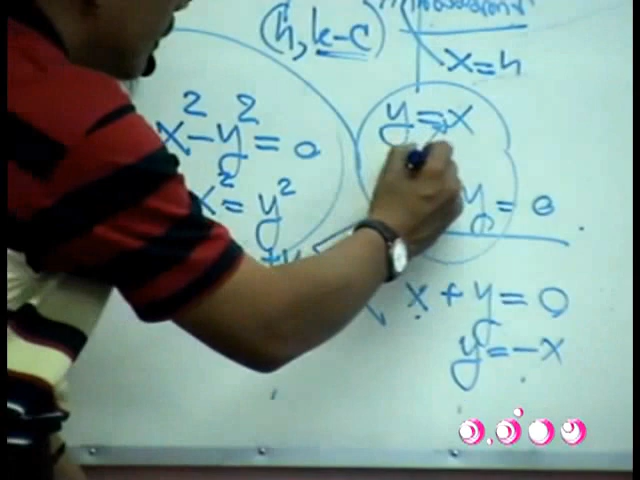 (h, k-c)
x=h
y=x
x²-y²=0
x²=y²
y=0
x+y=0
y=-x